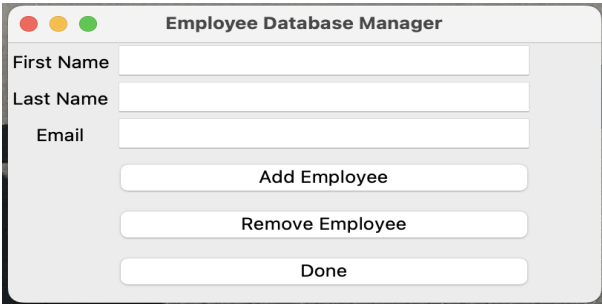 Employee Database Manager
First Name
Last Name
Email
Add Employee
Remove Employee
Done